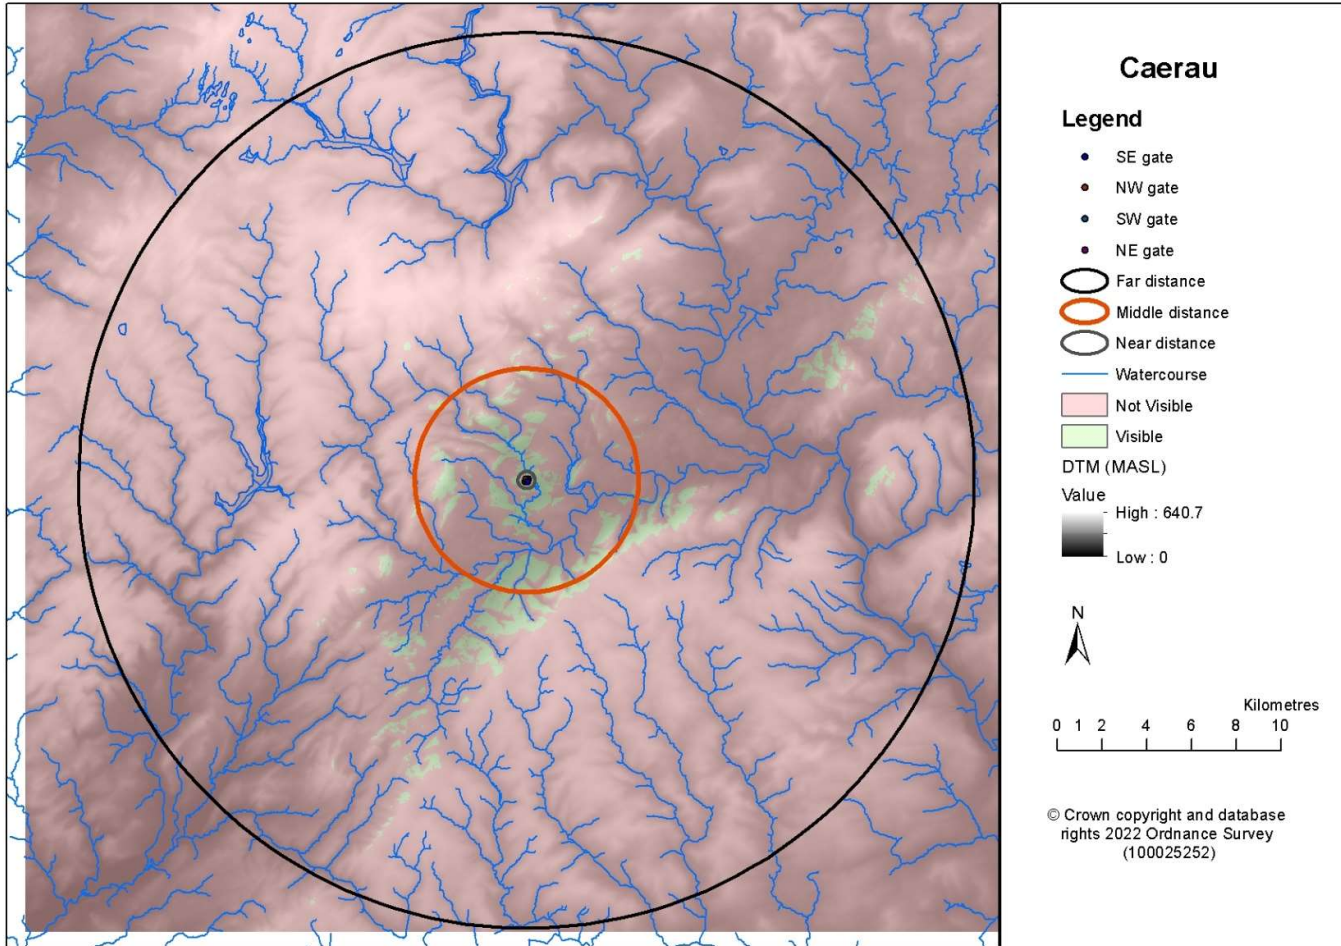 Caerau
Legend
SE gate
NW gate
SW gate
NE gate
Far distance
Middle distance
Near distance
Watercourse
Not Visible
Visible
DTM (MASL)
Value
High : 640.7
Low : 0
N
Kilometres
0 1 2 4 6 8 10
© Crown copyright and database
rights 2022 Ordnance Survey
(100025252)